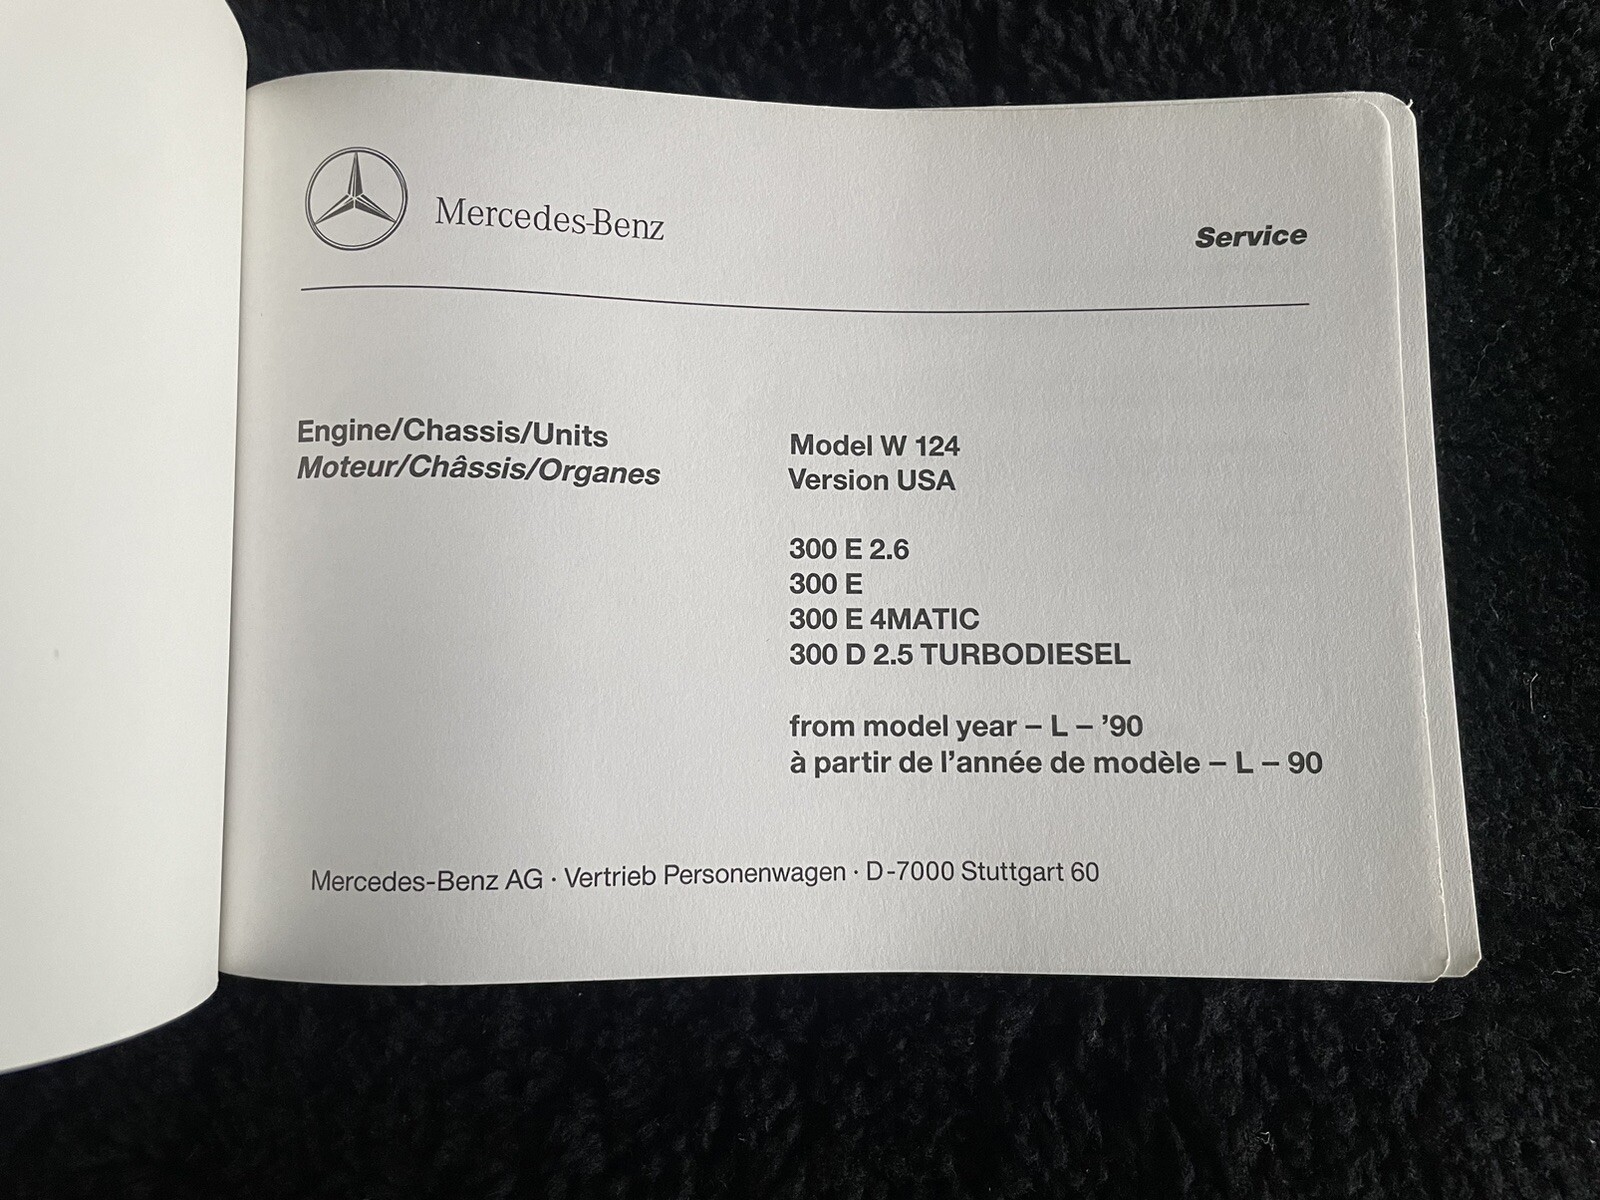 Mercedes-Benz
Service
Engine/Chassis/Units
Moteur/Châssis/Organes
Model W 124
Version USA
300 E 2.6
300 E
300 E 4MATIC
300 D 2.5 TURBODIESEL
from model year – L – ’90
à partir de l’année de modèle – L – 90
Mercedes-Benz AG · Vertrieb Personenwagen · D-7000 Stuttgart 60